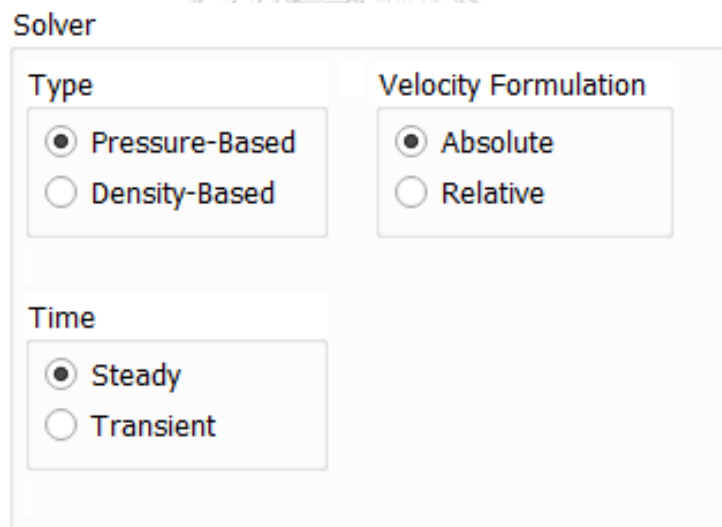 Solver
Type
Velocity Formulation
Pressure-Based
Absolute
Density-Based
Relative
Time
Steady
Transient